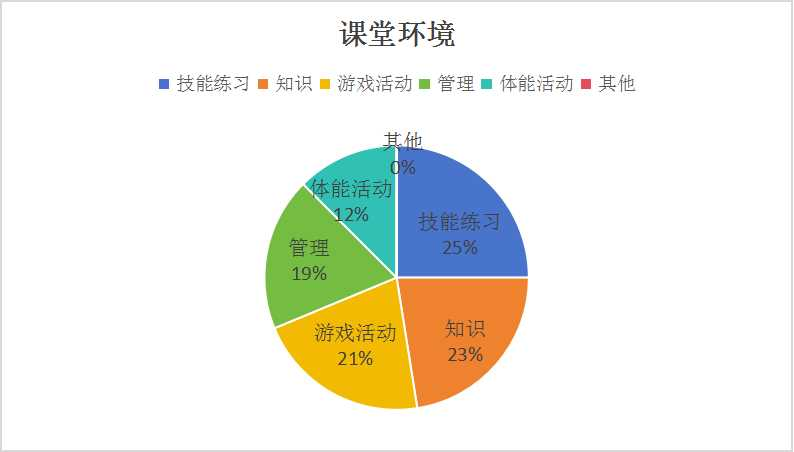 课堂环境
技能练习 知识 游戏活动 管理 体能活动 其他
其他
0%
体能活动
12%
技能练习
25%
管理
19%
知识
23%
游戏活动
21%